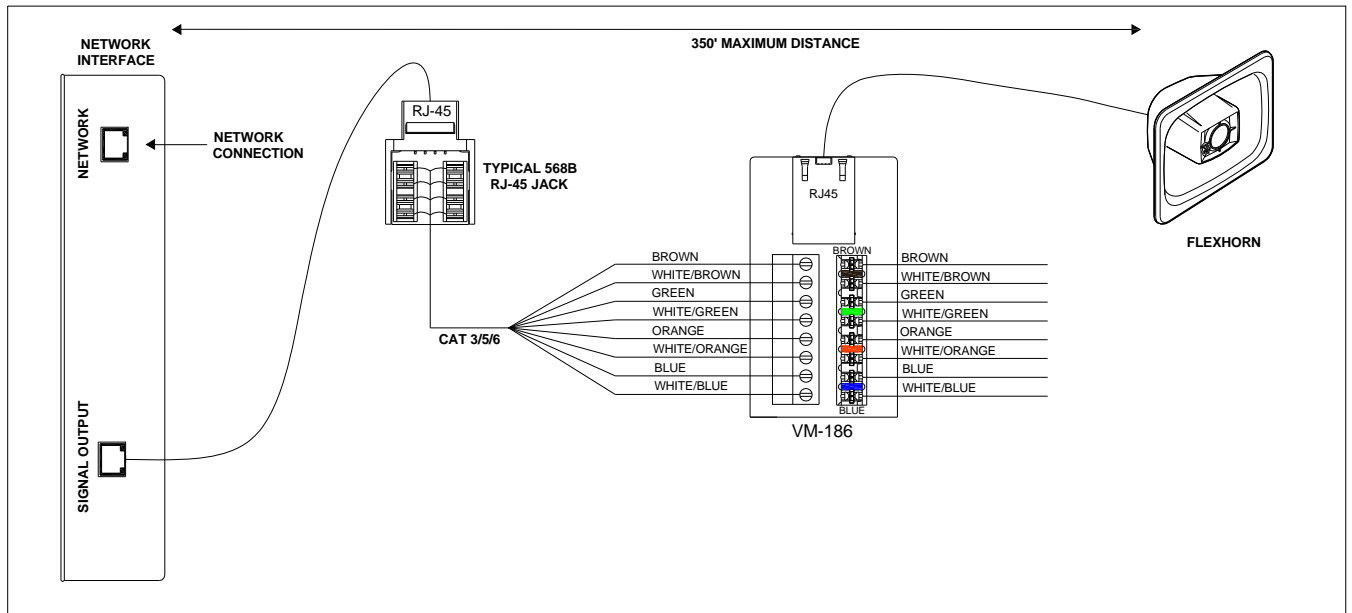 350' MAXIMUM DISTANCE
NETWORK
INTERFACE
NETWORK
NETWORK
CONNECTION
SIGNAL OUTPUT
RJ-45
TYPICAL 568B
RJ-45 JACK
CAT 3/5/6
BROWN
WHITE/BROWN
GREEN
WHITE/GREEN
ORANGE
WHITE/ORANGE
BLUE
WHITE/BLUE
RJ45
BROWN
BLUE
VM-186
BROWN
WHITE/BROWN
GREEN
WHITE/GREEN
ORANGE
WHITE/ORANGE
BLUE
WHITE/BLUE
FLEXHORN